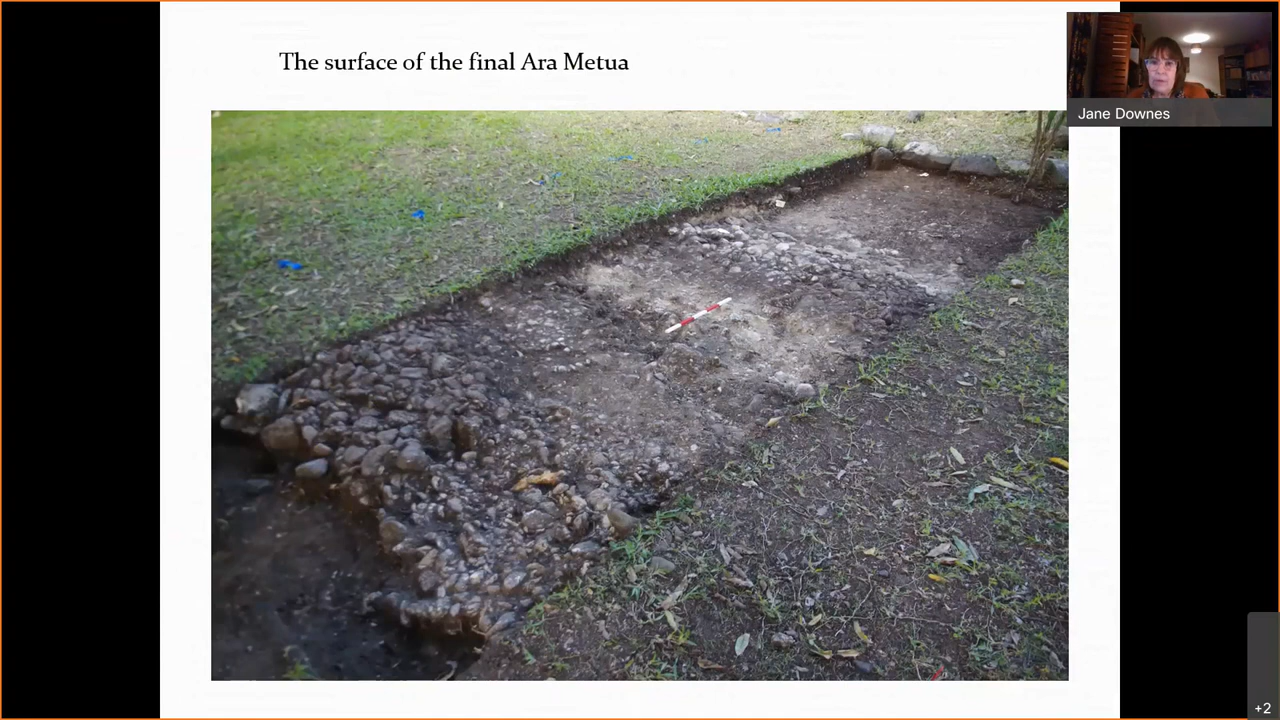 The surface of the final Ara Metua
Jane Downes
+2